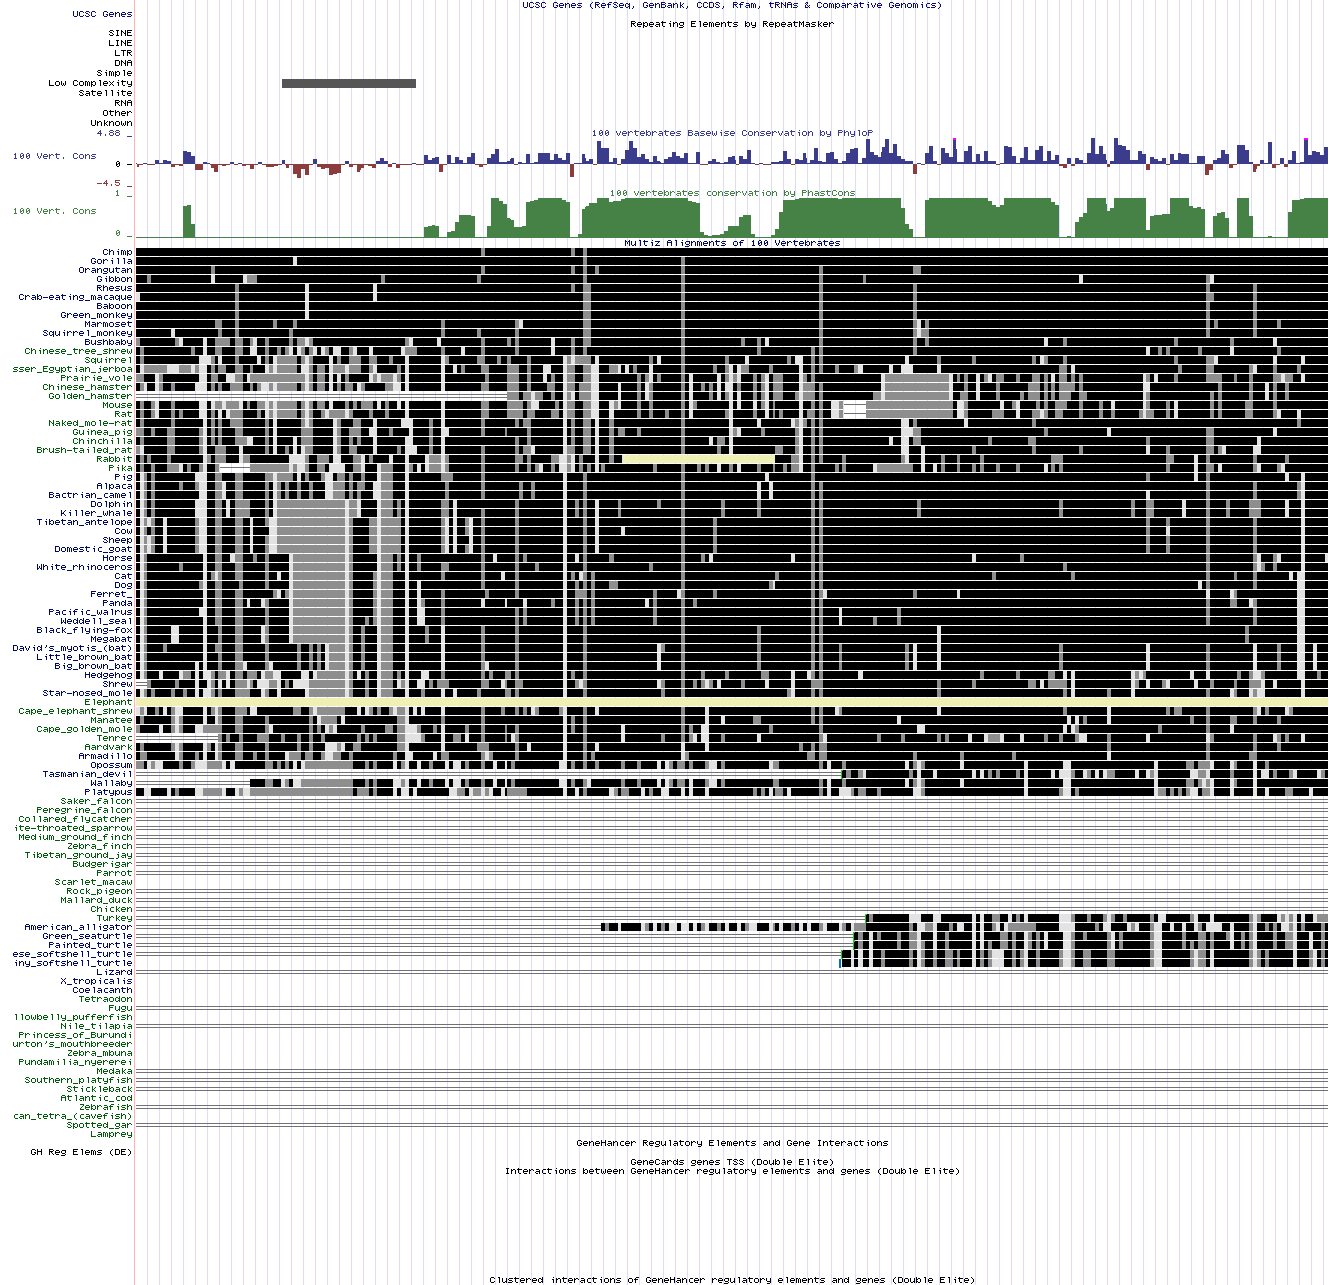 UCSC Genes (RefSeq, GenBank, CCDS, Rfam, tRNAs & Comparative Genomics)
UCSC Genes
Repeating Elements by RepeatMasker
SINE
LINE
LTR
DNA
Simple
Low Complexity
Satellite
RNA
Other
Unknown
100 vertebrates Basewise Conservation by PhyloP
4.88 _
100 Vert. Cons
0 _
-4.5 _
100 vertebrates conservation by PhastCons
1 _
100 Vert. Cons
0 _
Multiz Alignments of 100 Vertebrates
Chimp
Gorilla
Orangutan
Gibbon
Rhesus
Crab-eating_macaque
Baboon
Green_monkey
Marmoset
Squirrel_monkey
Bushbaby
Chinese_tree_shrew
Squirrel
sser_Egyptian_jerboa
Prairie_vole
Chinese_hamster
Golden_hamster
Mouse
Rat
Naked_mole-rat
Guinea_pig
Chinchilla
Brush-tailed_rat
Rabbit
Pika
Pig
Alpaca
Bactrian_camel
Dolphin
Killer_whale
Tibetan_antelope
Cow
Sheep
Domestic_goat
Horse
White_rhinoceros
Cat
Dog
Ferret_
Panda
Pacific_walrus
Weddell_seal
Black_flying-fox
Megabat
David's_myotis_(bat)
Little_brown_bat
Big_brown_bat
Hedgehog
Shrew
Star-nosed_mole
Elephant
Cape_elephant_shrew
Manatee
Cape_golden_mole
Tenrec
Aardvark
Armadillo
Opossum
Tasmanian_devil
Wallaby
Platypus
Saker_falcon
Peregrine_falcon
Collared_flycatcher
ite-throated_sparrow
Medium_ground_finch
Zebra_finch
Tibetan_ground_jay
Budgerigar
Parrot
Scarlet_macaw
Rock_pigeon
Mallard_duck
Chicken
Turkey
American_alligator
Green_seaturtle
Painted_turtle
ese_softshell_turtle
iny_softshell_turtle
Lizard
X_tropicalis
Coelacanth
Tetraodon
Fugu
llowbelly_pufferfish
Nile_tilapia
Princess_of_Burundi
urton's_mouthbreeder
Zebra_mbuna
Pundamilia_nyererei
Medaka
Southern_platyfish
Stickleback
Atlantic_cod
Zebrafish
can_tetra_(cavefish)
Spotted_gar
Lamprey
GeneHancer Regulatory Elements and Gene Interactions
GH Reg Elems (DE)
GeneCards genes TSS (Double Elite)
Interactions between GeneHancer regulatory elements and genes (Double Elite)
Clustered interactions of GeneHancer regulatory elements and genes (Double Elite)